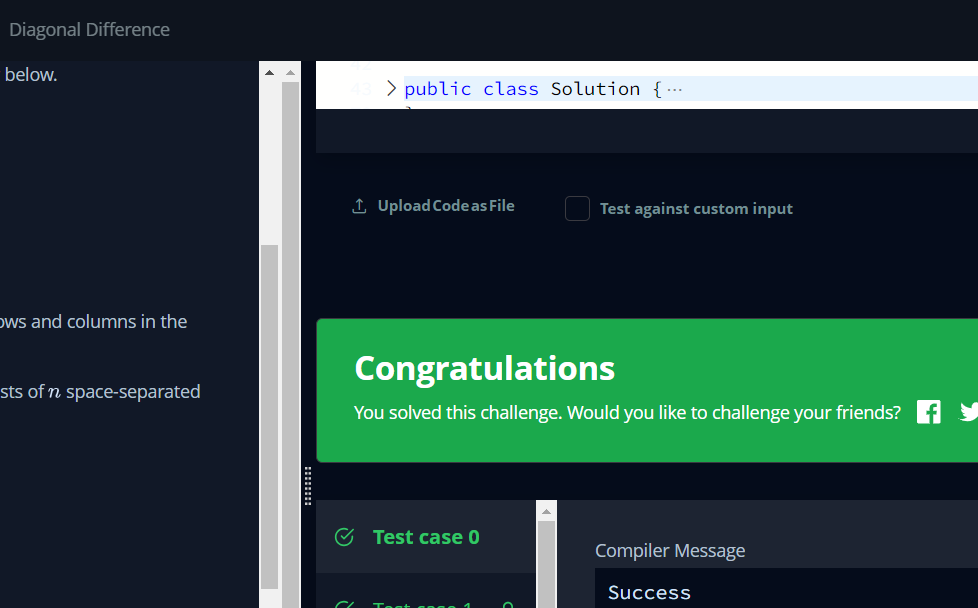 Diagonal Difference
below.
ows and columns in the
sts of n space-separated
43 public class Solution {···
Upload Code as File
Test against custom input
Congratulations
You solved this challenge. Would you like to challenge your friends?
Test case 0
Test case 1
Compiler Message
Success